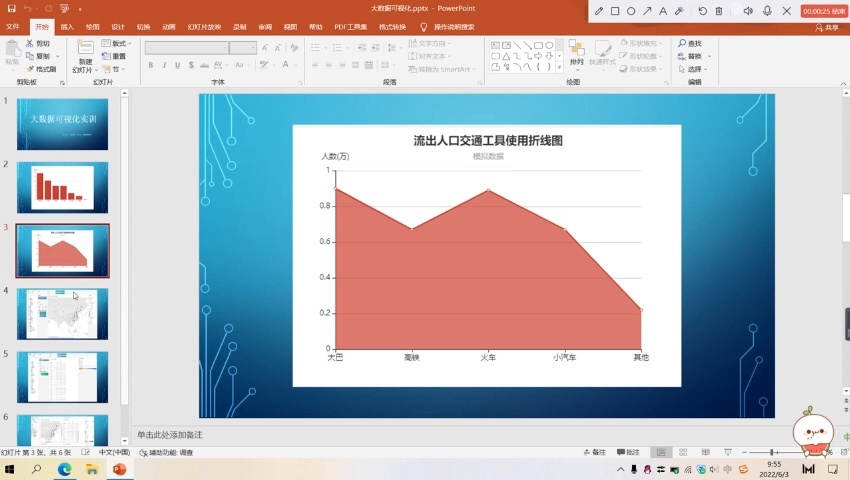 大数据可视化.pptx - PowerPoint
00:00:25 结束
文件 开始 插入 绘图 设计 切换 动画 幻灯片放映 录制 审阅 视图 帮助 PDF工具集 格式转换 操作说明搜索 共享
粘贴 剪切 复制 格式刷
新建 幻灯片 版式 重置 节
B I U S abc AV Aa A
文字方向 对齐文本 转换为 SmartArt
排列 快速样式 形状填充 形状轮廓 形状效果
查找 替换 选择
剪贴板 幻灯片 字体 段落 绘图 编辑
1
大数据可视化实训
2
3
4
5
6
流出人口交通工具使用折线图
模拟数据
人数(万)
1
0.8
0.6
0.4
0.2
0
大巴 高铁 火车 小汽车 其他
单击此处添加备注
幻灯片 第 3 张，共 6 张 中文(中国) 辅助功能: 调查 备注 批注
中
9:55
2022/6/3